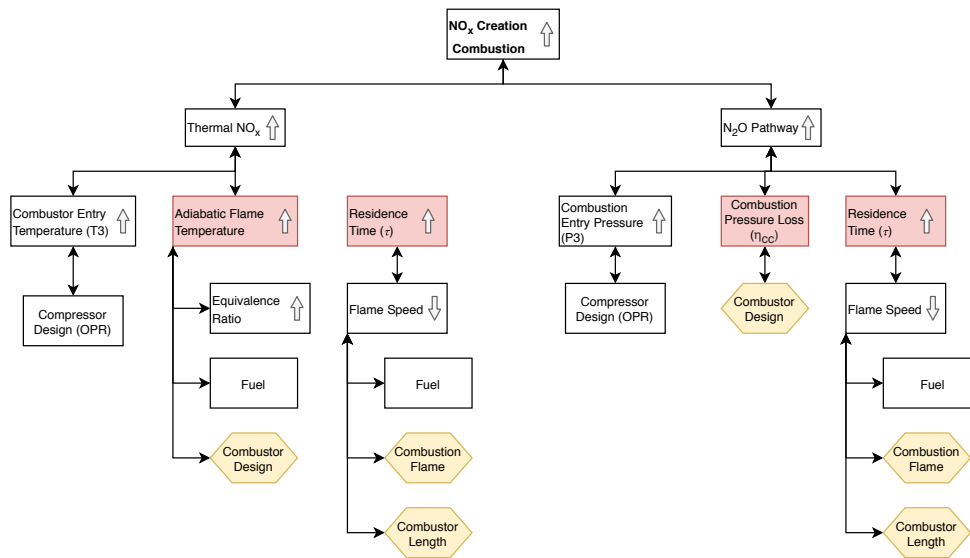 NOₓ Creation
Combustion
Thermal NOₓ
N₂O Pathway
Combustor Entry
Temperature (T3)
Adiabatic Flame
Temperature
Residence
Time (τ)
Combustion
Entry Pressure
(P3)
Combustion
Pressure Loss
(η_CC)
Residence
Time (τ)
Compressor
Design (OPR)
Equivalence
Ratio
Flame Speed
Compressor
Design (OPR)
Combustor
Design
Flame Speed
Fuel
Fuel
Fuel
Combustor
Design
Combustion
Flame
Combustion
Flame
Combustor
Length
Combustor
Length